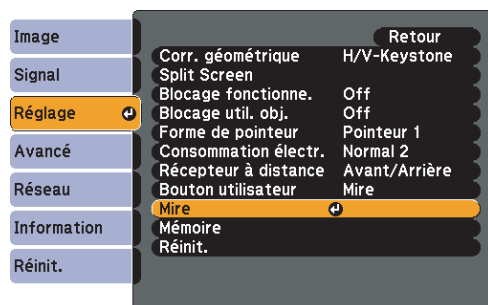 Image
Signal
Réglage
Avancé
Réseau
Information
Réinit.
Retour
Corr. géométrique H/V-Keystone
Split Screen
Blocage fonctionne. Off
Blocage util. obj. Off
Forme de pointeur Pointeur 1
Consommation électr. Normal 2
Récepteur à distance Avant/Arrière
Bouton utilisateur Mire
Mire
Mémoire
Réinit.